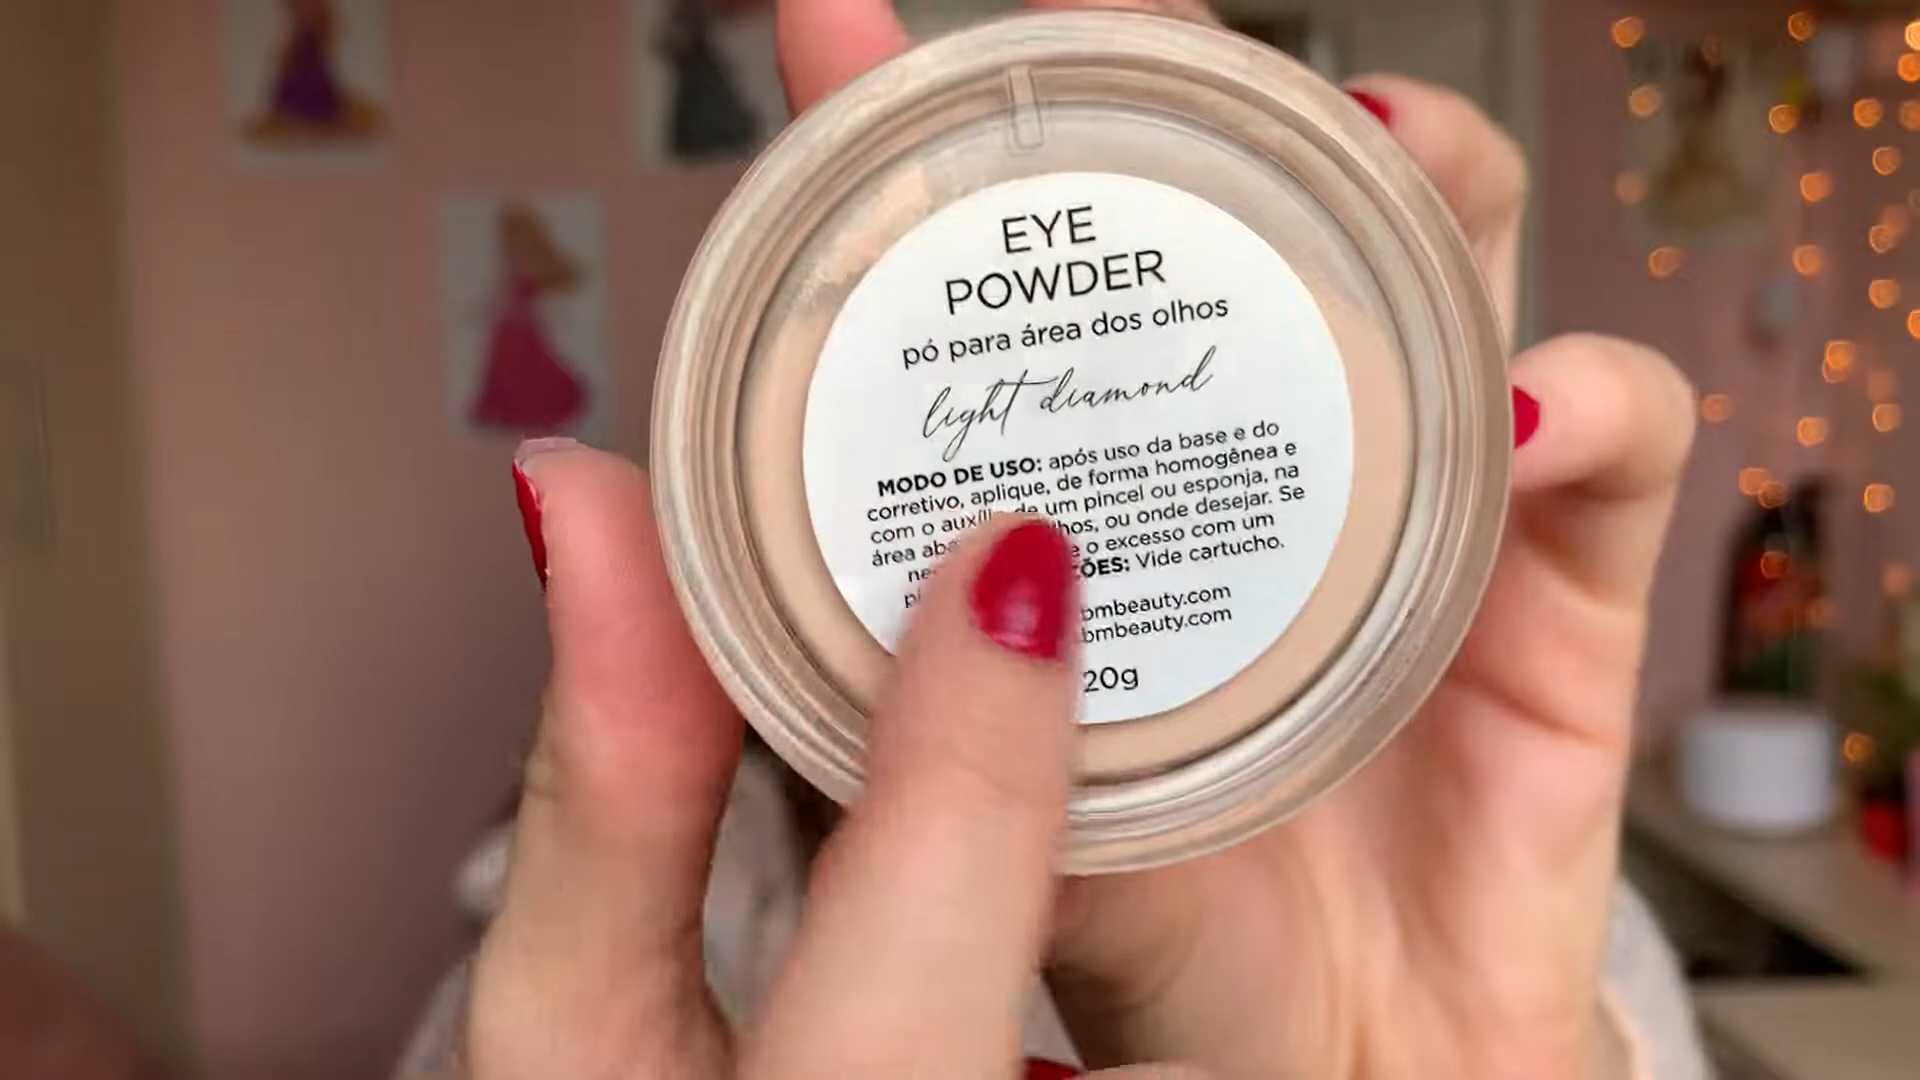 EYE
POWDER
pó para área dos olhos
light diamond
MODO DE USO: após uso da base e do
corretivo, aplique, de forma homogênea e
com o um pincel ou esponja, na
área ou onde desejar. Se
o excesso com um
Vide cartucho.
bmbeauty.com
bmbeauty.com
20g